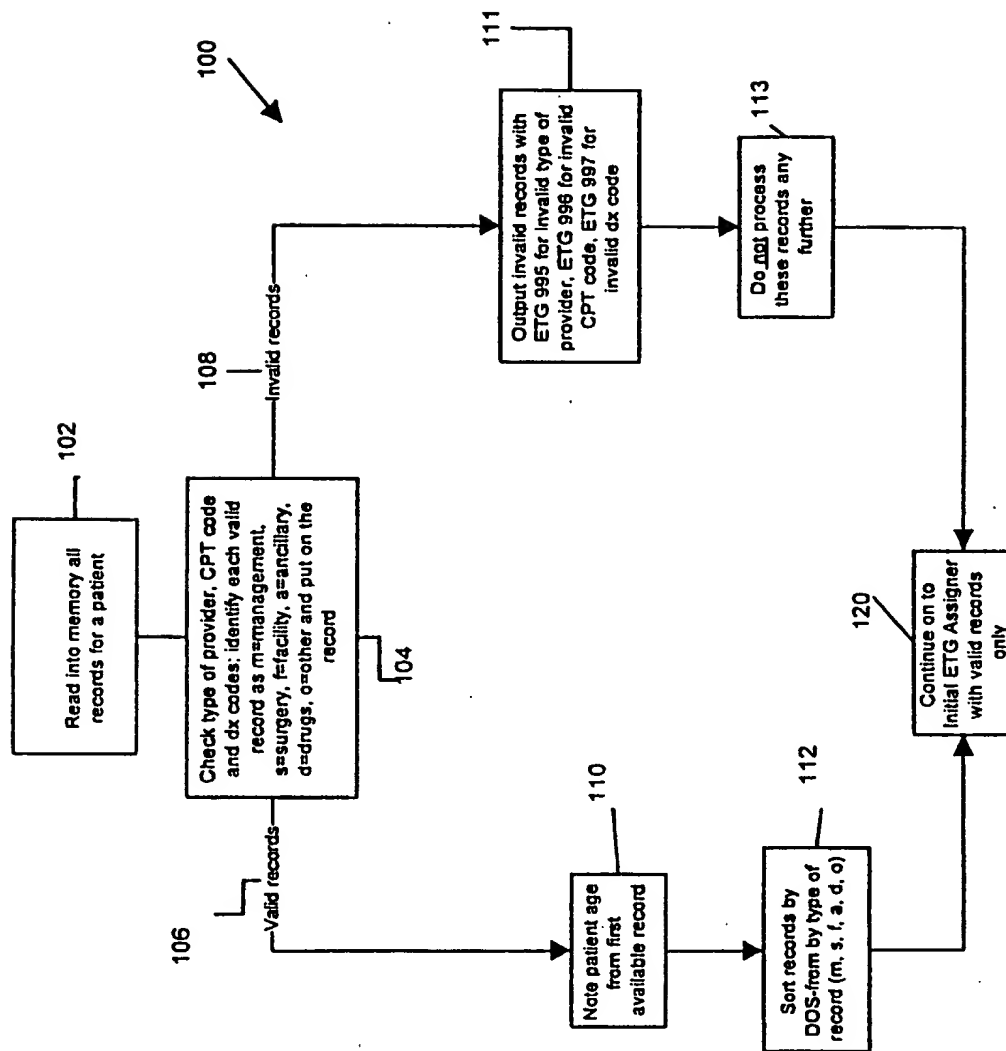 100
102
Read into memory all
records for a patient
Check type of provider, CPT code
and dx codes; identify each valid
record as m=management,
s=surgery, f=facility, a=ancillary,
d=drugs, o=other and put on the
record
104
106
Valid records
108
Invalid records
110
Note patient age
from first
available record
112
Sort records by
DOS-from by type of
record (m, s, f, a, d, o)
111
Output invalid records with
ETG 995 for Invalid type of
provider, ETG 996 for invalid
CPT code, ETG 997 for
invalid dx code
113
Do not process
these records any
further
120
Continue on to
Initial ETG Assigner
with valid records
only